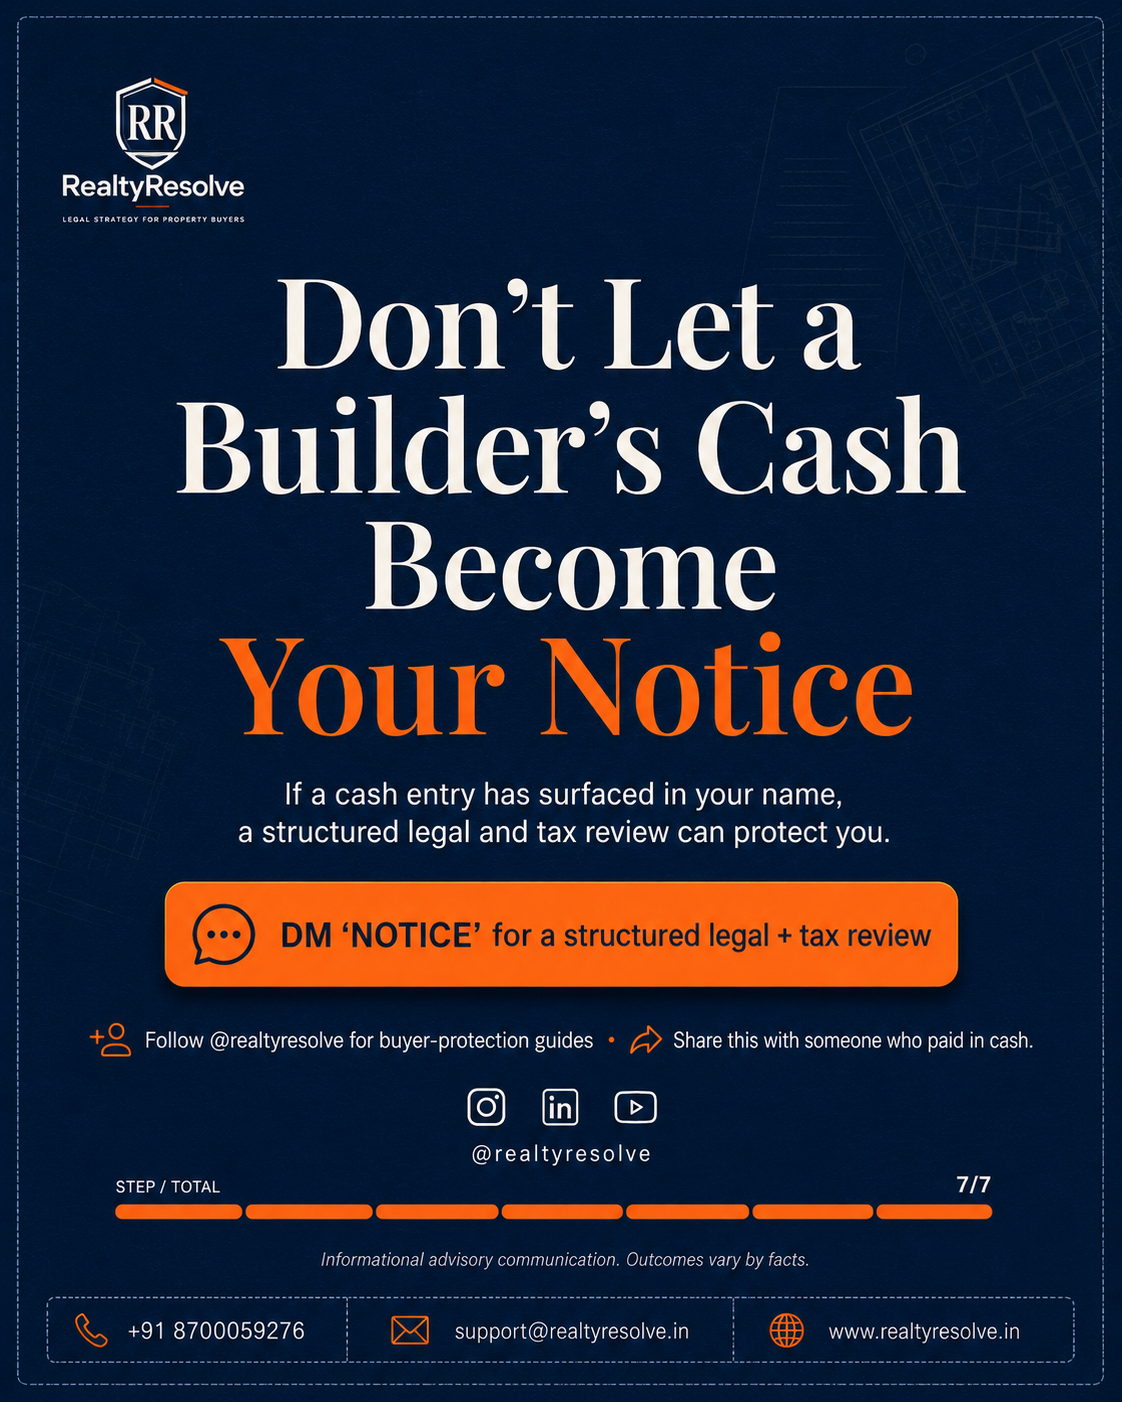 RR
RealtyResolve
LEGAL STRATEGY FOR PROPERTY BUYERS
Don’t Let a
Builder’s Cash
Become
Your Notice
If a cash entry has surfaced in your name,
a structured legal and tax review can protect you.
DM ‘NOTICE’ for a structured legal + tax review
Follow @realtyresolve for buyer-protection guides • Share this with someone who paid in cash.
in
@realtyresolve
STEP / TOTAL 7/7
Informational advisory communication. Outcomes vary by facts.
+91 8700059276 support@realtyresolve.in www.realtyresolve.in